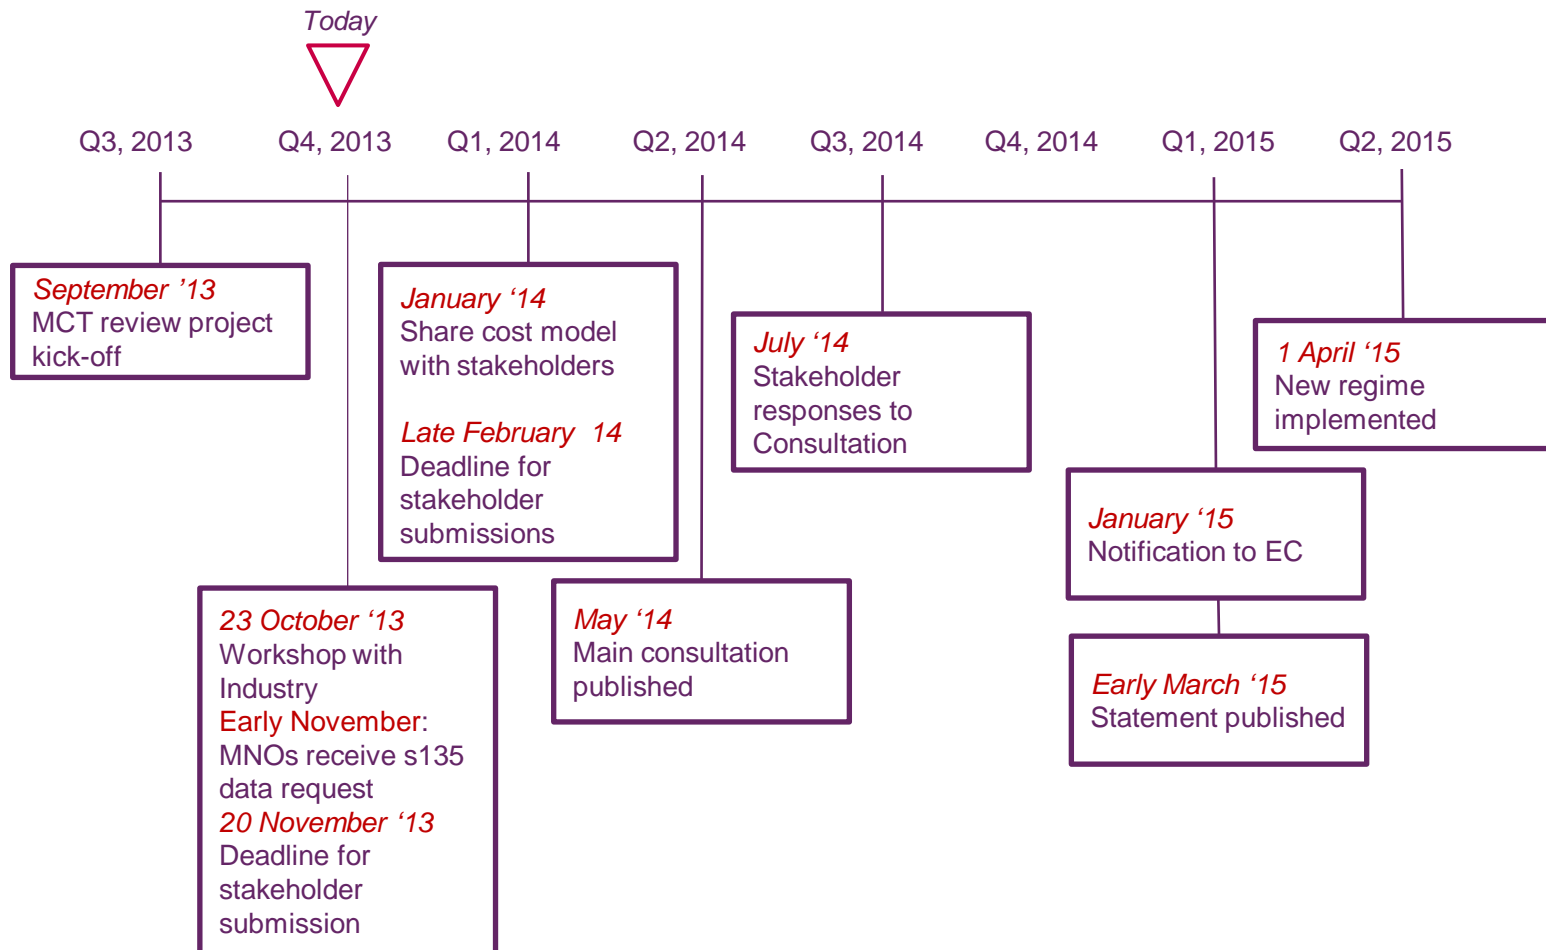 Today
Q3, 2013
Q4, 2013
Q1, 2014
Q2, 2014
Q3, 2014
Q4, 2014
Q1, 2015
Q2, 2015
September ’13
MCT review project
kick-off
23 October ‘13
Workshop with
Industry
Early November:
MNOs receive s135
data request
20 November ‘13
Deadline for
stakeholder
submission
January ‘14
Share cost model
with stakeholders
Late February 14
Deadline for
stakeholder
submissions
May ‘14
Main consultation
published
July ‘14
Stakeholder
responses to
Consultation
January ‘15
Notification to EC
Early March ‘15
Statement published
1 April ‘15
New regime
implemented